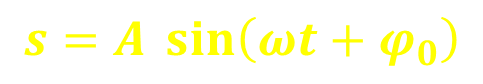 s = A sin(ωt + φ₀)